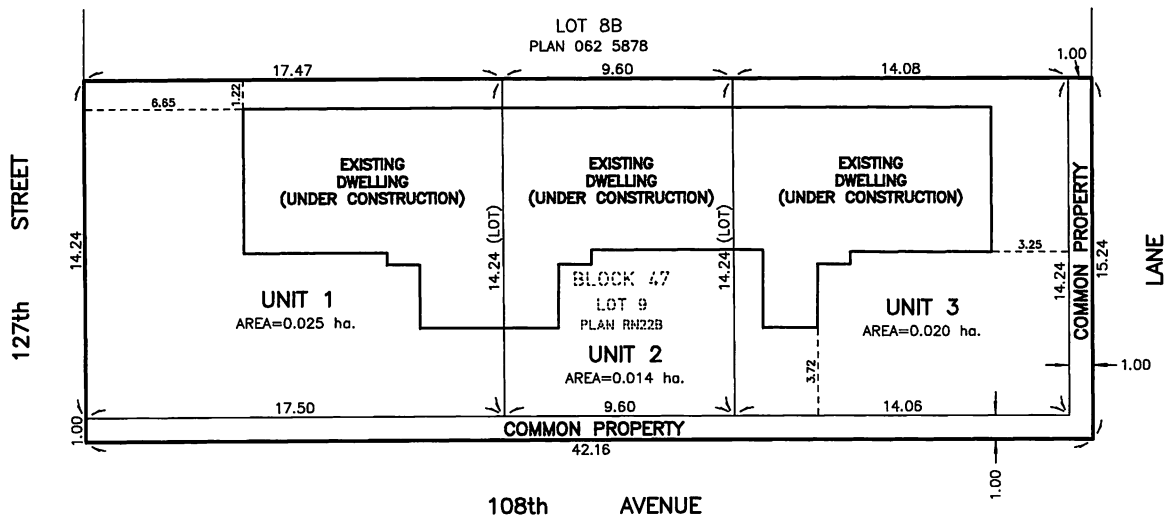 LOT 8B
PLAN 062 5878
17.47
9.60
14.08
1.00
6.65
1.22
EXISTING
DWELLING
(UNDER CONSTRUCTION)
EXISTING
DWELLING
(UNDER CONSTRUCTION)
EXISTING
DWELLING
(UNDER CONSTRUCTION)
127th STREET
14.24
14.24 (LOT)
14.24 (LOT)
3.25
14.24
COMMON PROPERTY
15.24
LANE
BLOCK 47
LOT 9
PLAN RN22B
UNIT 1
AREA=0.025 ha.
UNIT 2
AREA=0.014 ha.
UNIT 3
AREA=0.020 ha.
3.72
1.00
17.50
9.60
14.06
1.00
COMMON PROPERTY
42.16
1.00
108th AVENUE